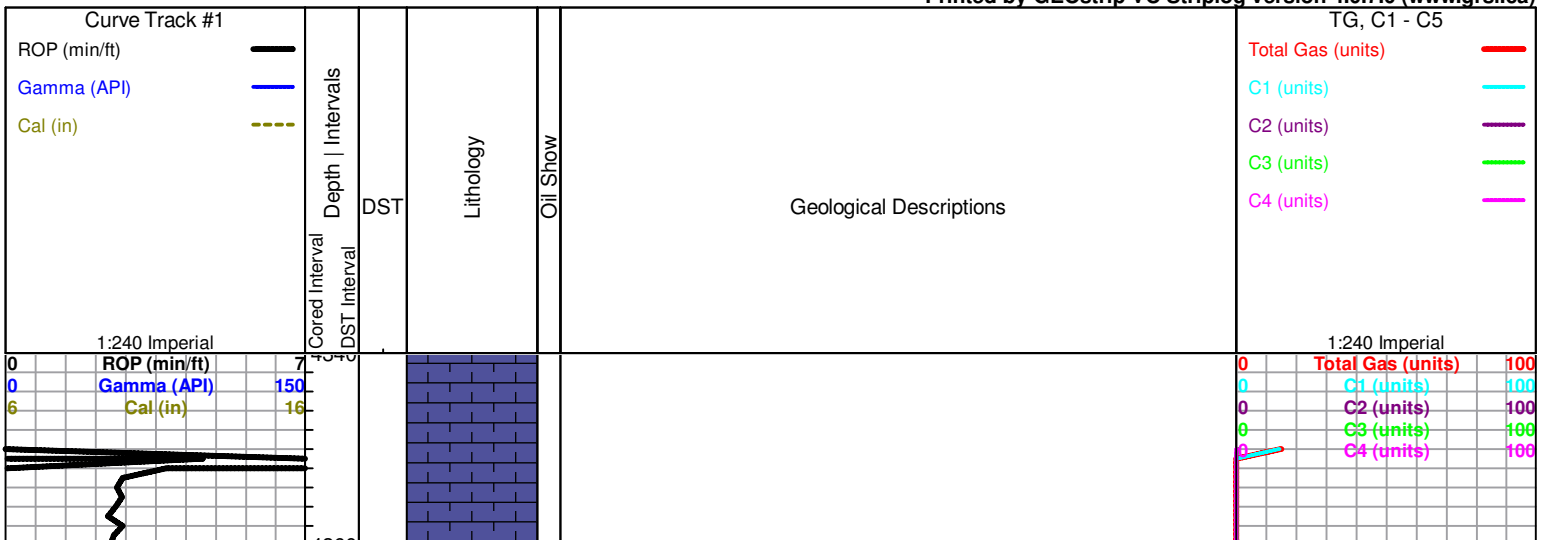 Curve Track #1
ROP (min/ft)
Gamma (API)
Cal (in)
1:240 Imperial
Depth | Intervals
Cored Interval
DST Interval
DST
Lithology
Oil Show
Geological Descriptions
TG, C1 - C5
Total Gas (units)
C1 (units)
C2 (units)
C3 (units)
C4 (units)
1:240 Imperial
0 ROP (min/ft) 7
0 Gamma (API) 150
6 Cal (in) 16
0 Total Gas (units) 100
0 C1 (units) 100
0 C2 (units) 100
0 C3 (units) 100
0 C4 (units) 100